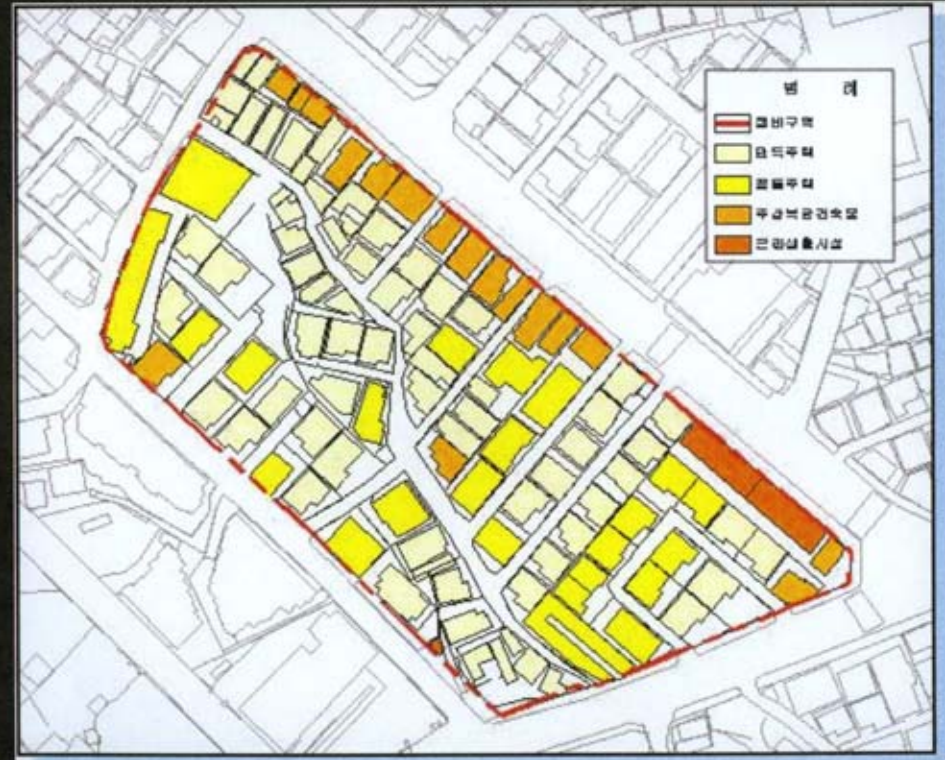 범 례
정비구역
단독주택
공동주택
주상복합건축물
근린생활시설